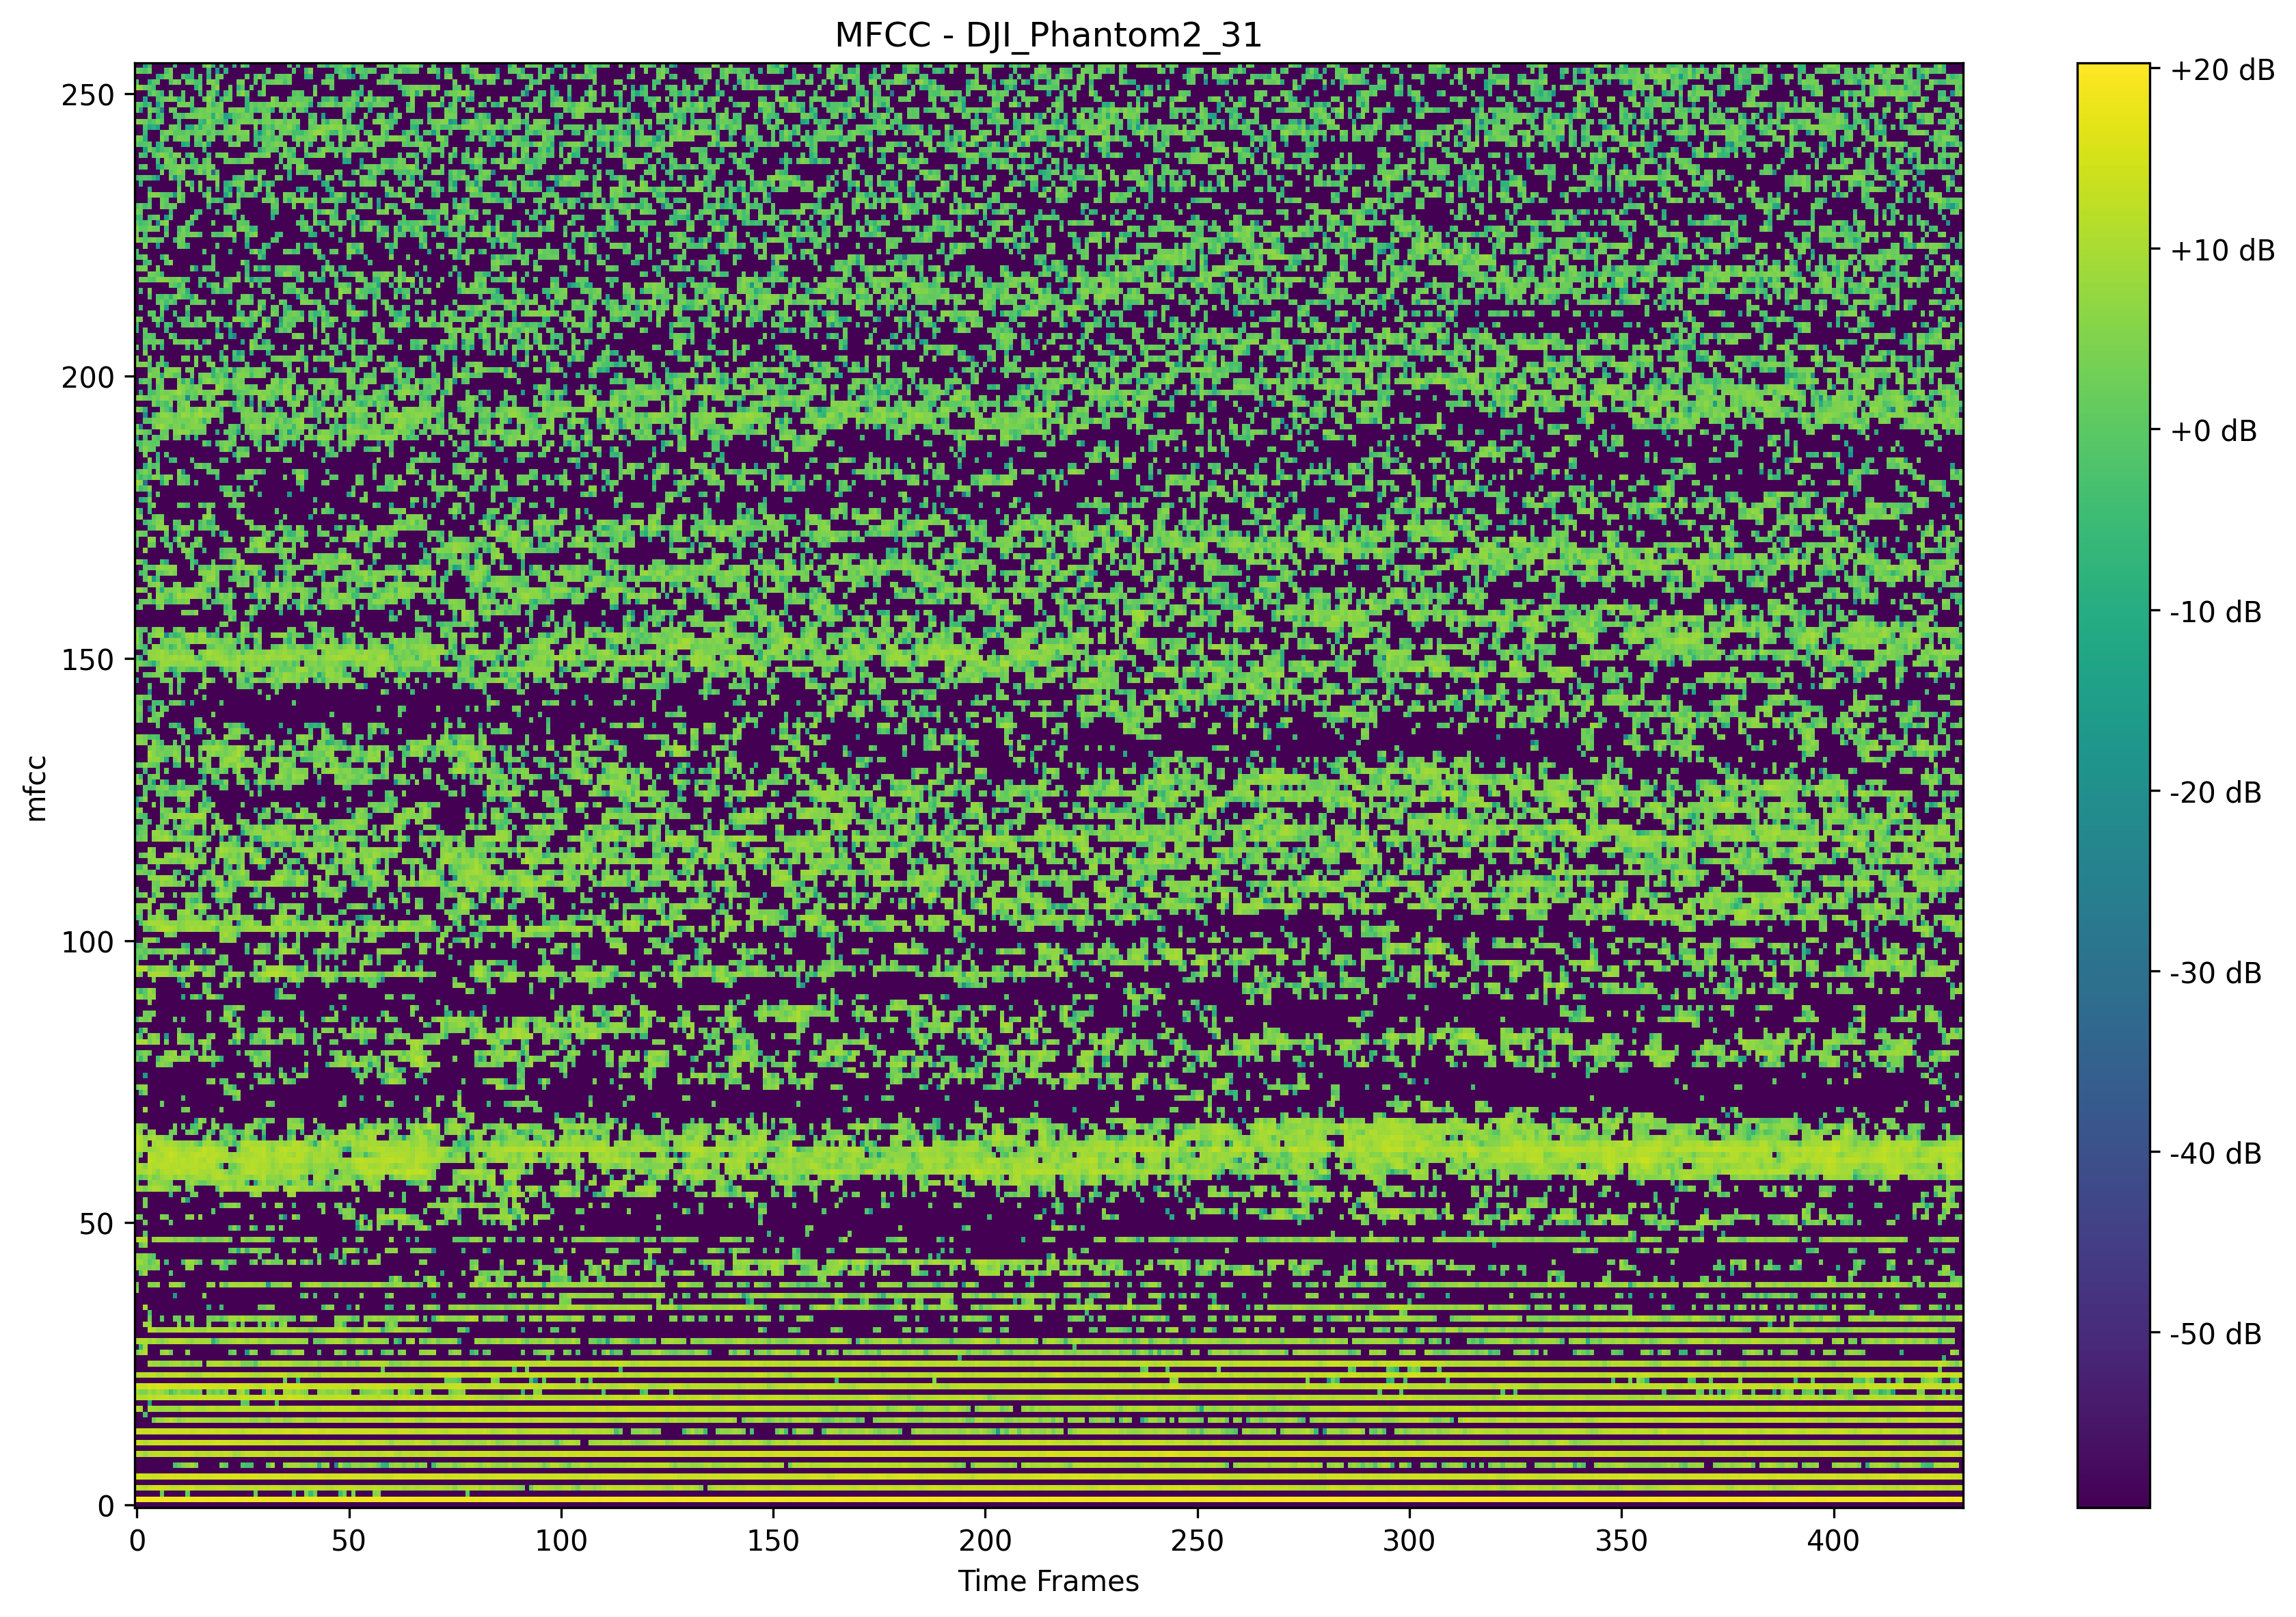 MFCC - DJI_Phantom2_31
250
200
150
100
50
0
mfcc
0 50 100 150 200 250 300 350 400
Time Frames
+20 dB
+10 dB
+0 dB
-10 dB
-20 dB
-30 dB
-40 dB
-50 dB